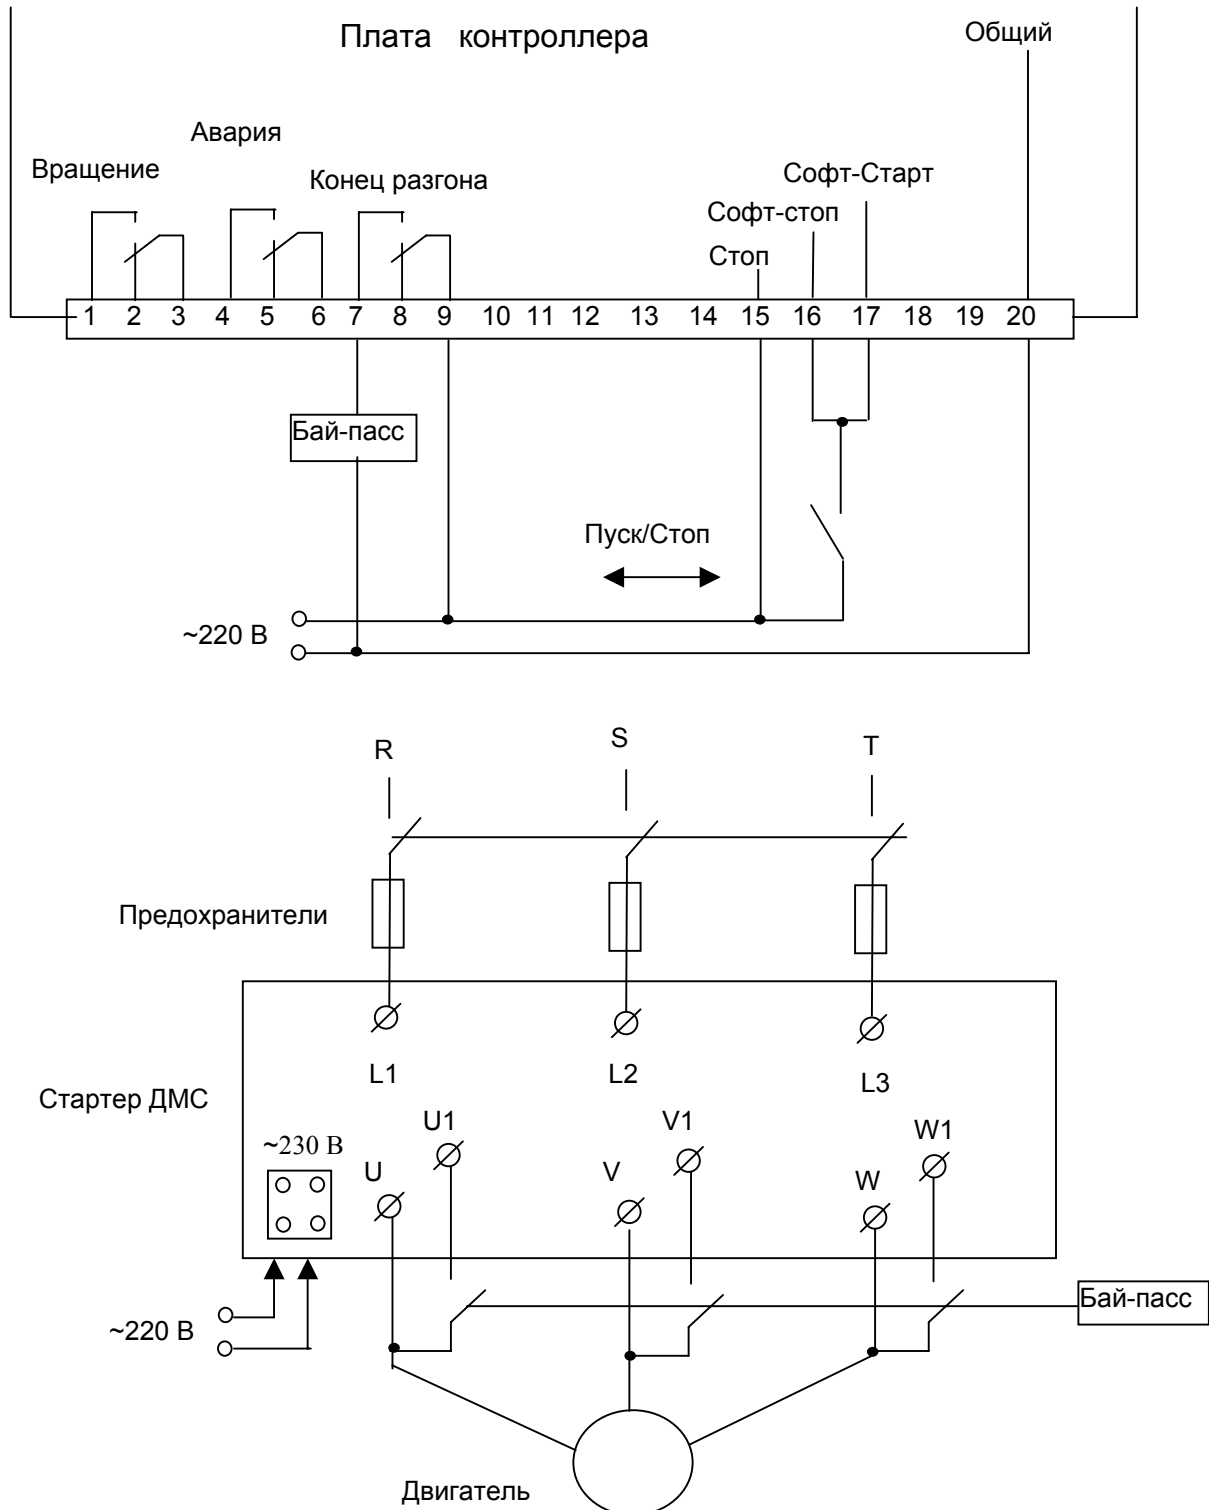 Плата контроллера
Общий
Авария
Вращение
Конец разгона
Софт-Старт
Софт-стоп
Стоп
1 2 3 4 5 6 7 8 9 10 11 12 13 14 15 16 17 18 19 20
Бай-пасс
Пуск/Стоп
~220 В
R S T
Предохранители
L1 L2 L3
Стартер ДМС
U1 V1 W1
~230 В
U V W
Бай-пасс
~220 В
Двигатель